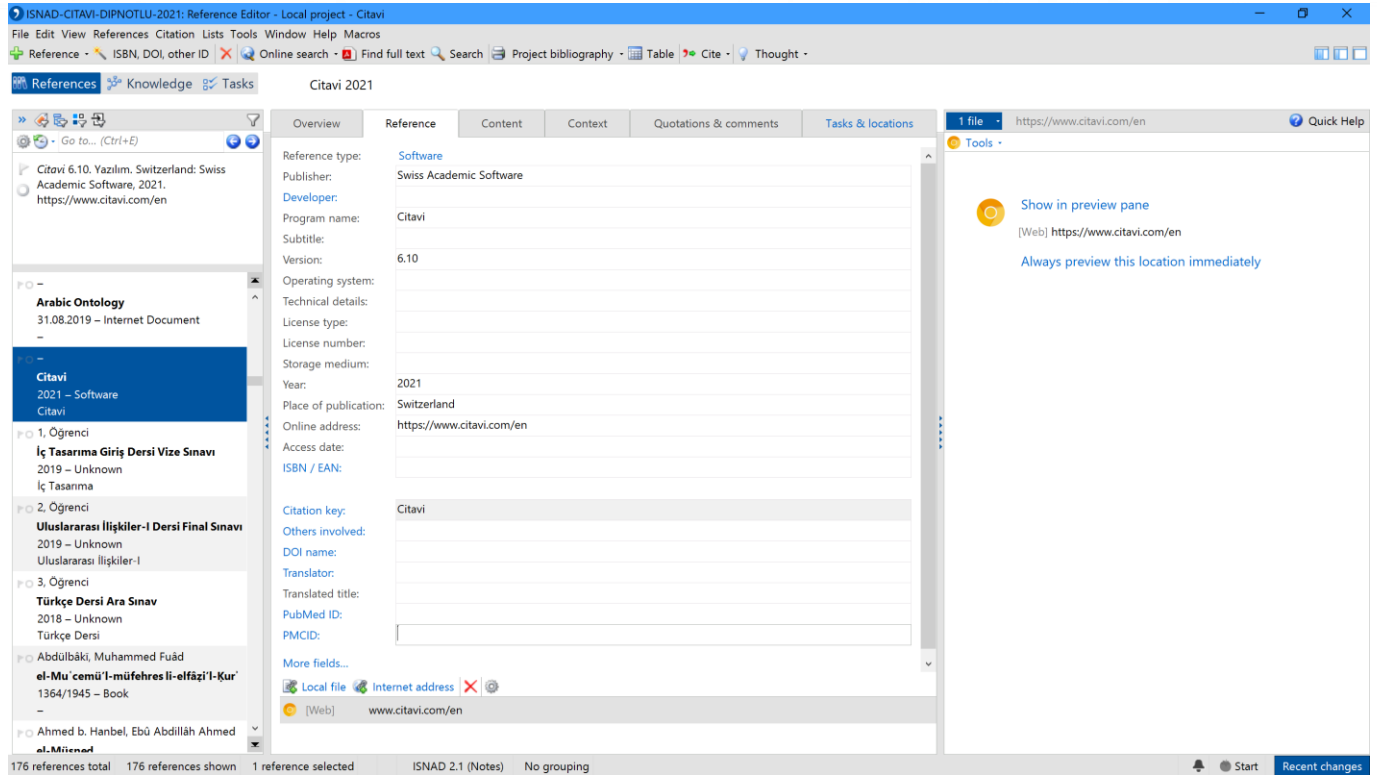 ISNAD-CITAVI-DIPNOTLU-2021: Reference Editor - Local project - Citavi
File Edit View References Citation Lists Tools Window Help Macros
Reference ISBN, DOI, other ID Online search Find full text Search Project bibliography Table Cite Thought
References Knowledge Tasks Citavi 2021
Go to... (Ctrl+E)
Citavi 6.10. Yazılım. Switzerland: Swiss
Academic Software, 2021.
https://www.citavi.com/en
–
Arabic Ontology
31.08.2019 – Internet Document
–
–
Citavi
2021 – Software
Citavi
1, Öğrenci
İç Tasarıma Giriş Dersi Vize Sınavı
2019 – Unknown
İç Tasarıma
2, Öğrenci
Uluslararası İlişkiler-I Dersi Final Sınavı
2019 – Unknown
Uluslararası İlişkiler-I
3, Öğrenci
Türkçe Dersi Ara Sınav
2018 – Unknown
Türkçe Dersi
Abdülbâkī, Muhammed Fuâd
el-Muʿcemü'l-müfehres li-elfâẓi'l-Ḳurʾ
1364/1945 – Book
–
Ahmed b. Hanbel, Ebû Abdillâh Ahmed
el-Müsned
Overview Reference Content Context Quotations & comments Tasks & locations
Reference type: Software
Publisher: Swiss Academic Software
Developer:
Program name: Citavi
Subtitle:
Version: 6.10
Operating system:
Technical details:
License type:
License number:
Storage medium:
Year: 2021
Place of publication: Switzerland
Online address: https://www.citavi.com/en
Access date:
ISBN / EAN:
Citation key: Citavi
Others involved:
DOI name:
Translator:
Translated title:
PubMed ID:
PMCID:
More fields...
Local file Internet address
[Web] www.citavi.com/en
1 file https://www.citavi.com/en Quick Help
Tools
Show in preview pane
[Web] https://www.citavi.com/en
Always preview this location immediately
176 references total 176 references shown 1 reference selected ISNAD 2.1 (Notes) No grouping Start Recent changes